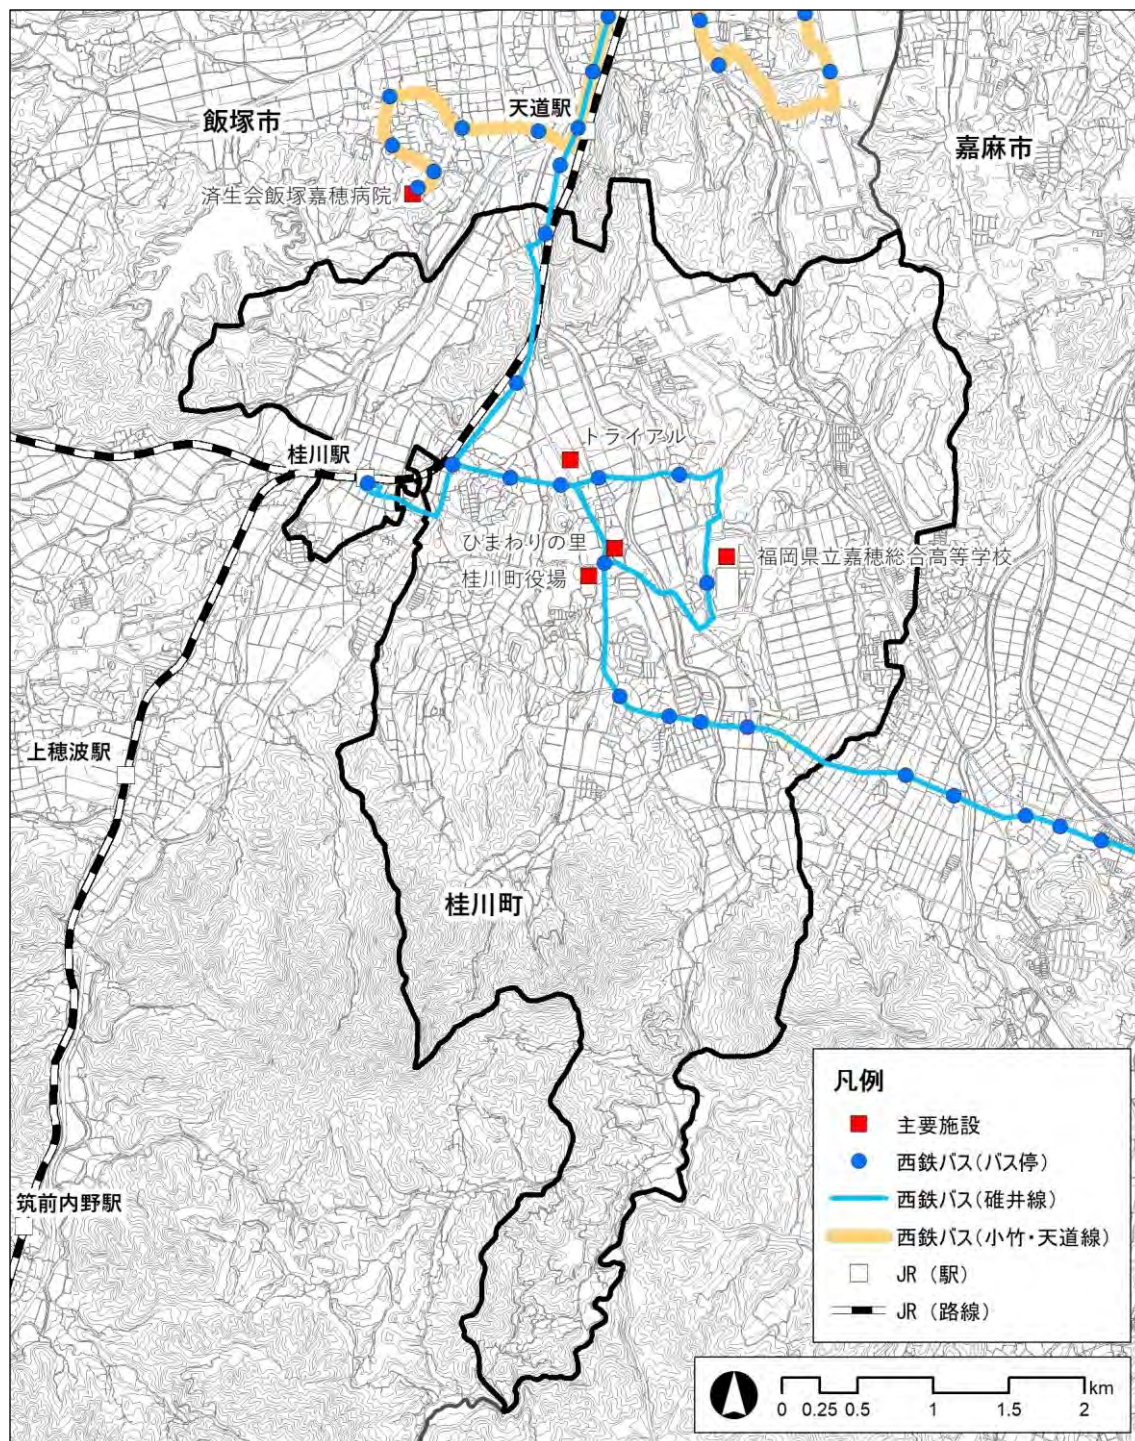 天道駅
飯塚市
嘉麻市
済生会飯塚嘉穂病院
トライアル
桂川駅
ひまわりの里
福岡県立嘉穂総合高等学校
桂川町役場
上穂波駅
桂川町
筑前内野駅
凡例
主要施設
西鉄バス(バス停)
西鉄バス(碓井線)
西鉄バス(小竹・天道線)
JR (駅)
JR (路線)
km
0 0.25 0.5 1 1.5 2